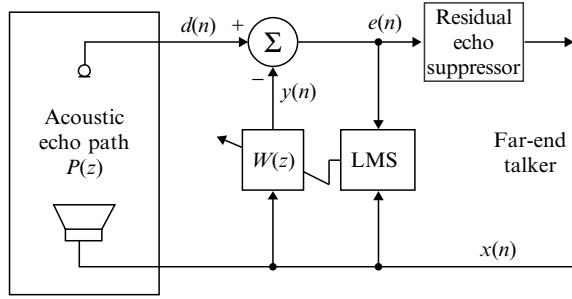 d(n)
+
Σ
e(n)
Residual
echo
suppressor
−
y(n)
Acoustic
echo path
P(z)
W(z)
LMS
Far-end
talker
x(n)